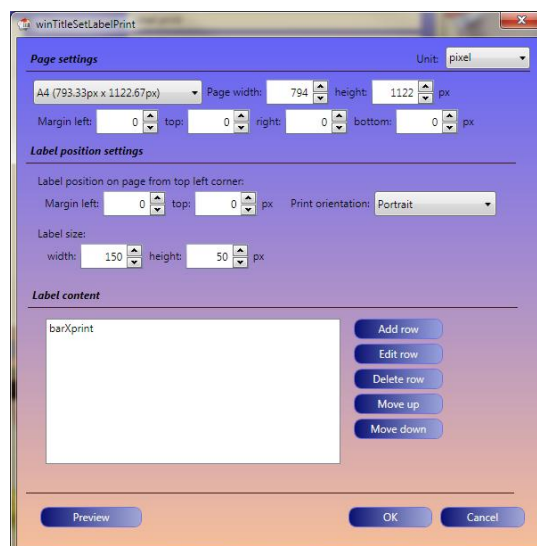 winTitleSetLabelPrint
Page settings Unit: pixel
A4 (793.33px x 1122.67px) Page width: 794 height: 1122 px
Margin left: 0 top: 0 right: 0 bottom: 0 px
Label position settings
Label position on page from top left corner:
Margin left: 0 top: 0 px Print orientation: Portrait
Label size:
width: 150 height: 50 px
Label content
barXprint
Add row
Edit row
Delete row
Move up
Move down
Preview OK Cancel